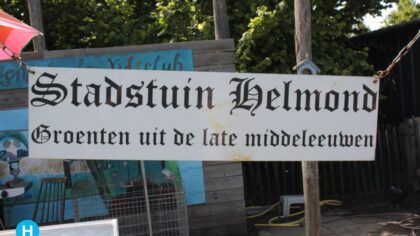 Stadstuin Helmond
Groenten uit de late middeleeuwen
H